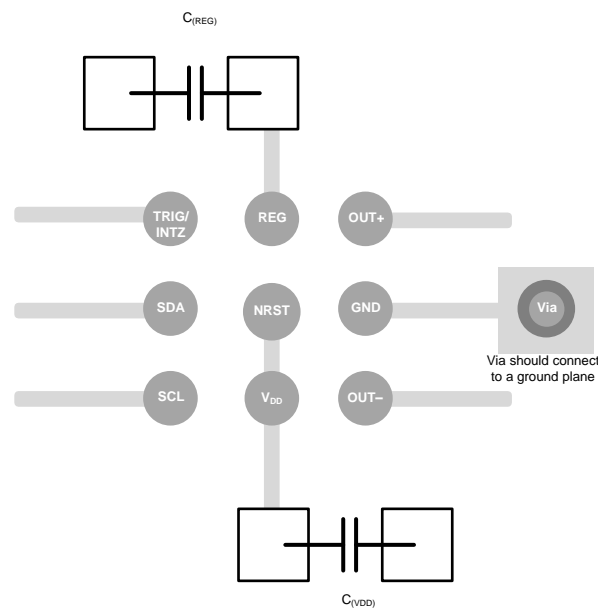 C(REG)
TRIG/
INTZ
REG
OUT+
SDA
NRST
GND
Via
Via should connect
to a ground plane
SCL
VDD
OUT–
C(VDD)